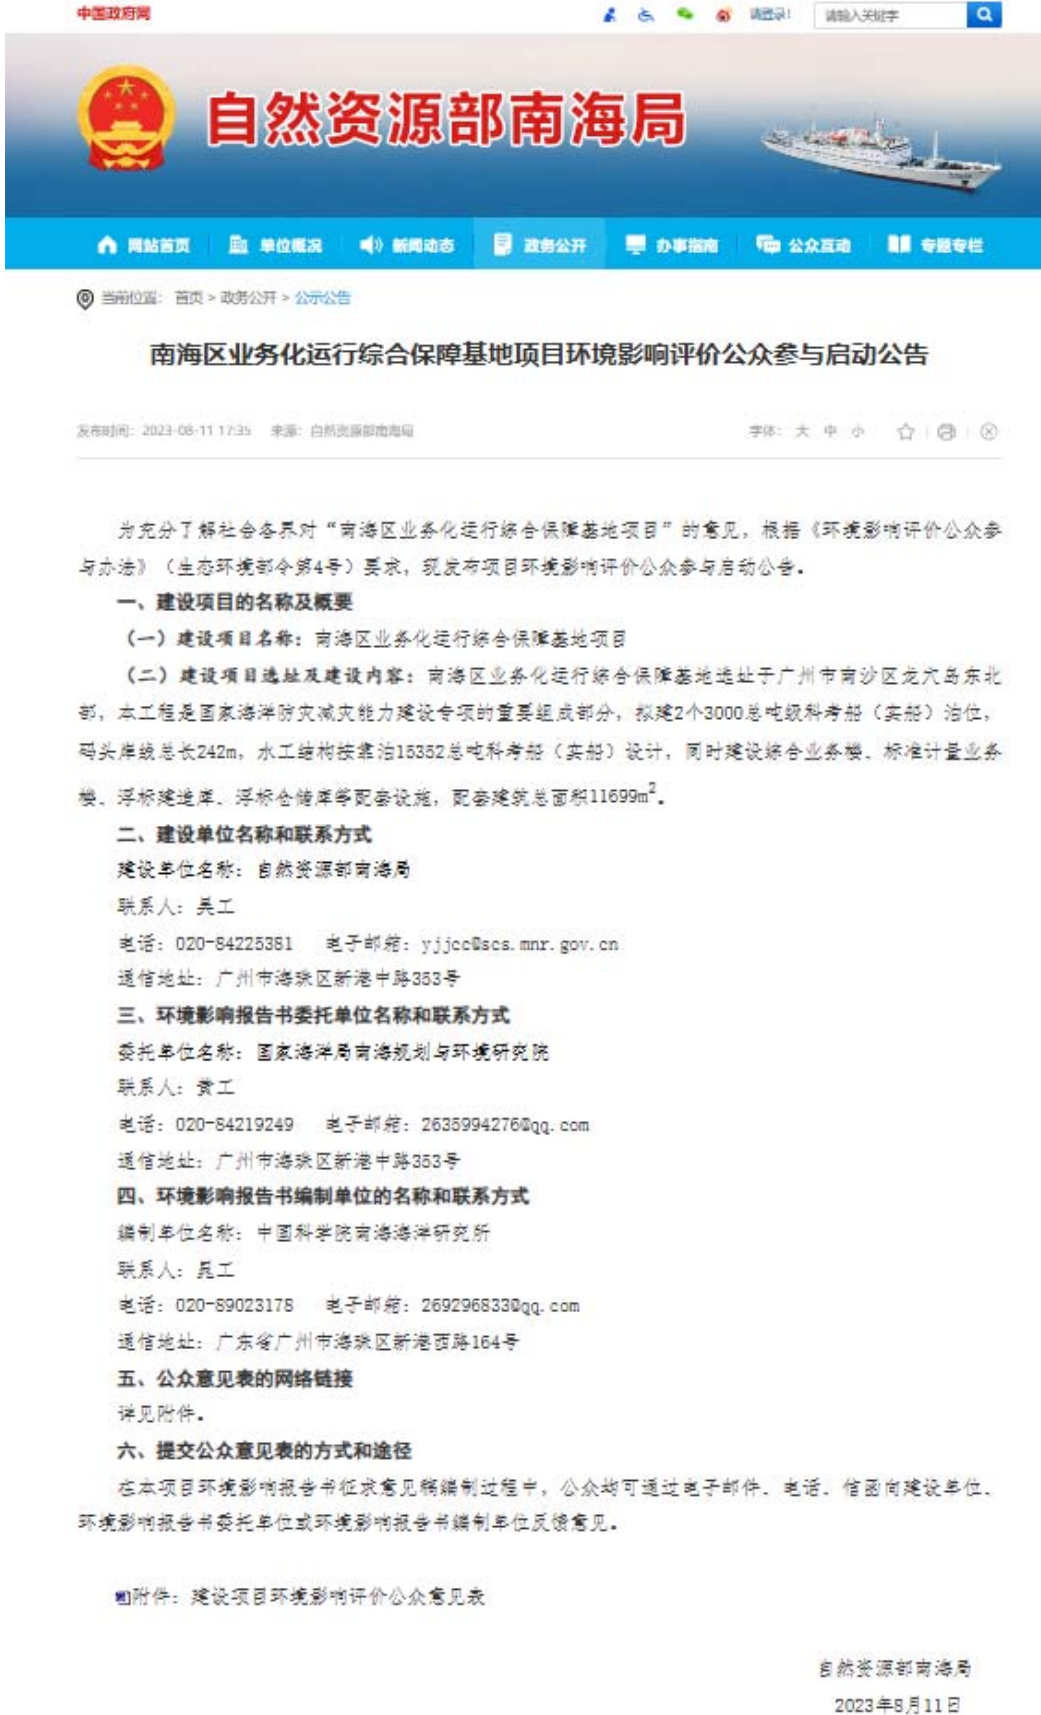 中国政府网
请登录!
请输入关键字
自然资源部南海局
网站首页 单位概况 新闻动态 政务公开 办事指南 公众互动 专题专栏
当前位置: 首页 > 政务公开 > 公示公告
南海区业务化运行综合保障基地项目环境影响评价公众参与启动公告
发布时间: 2023-08-11 17:35 来源: 自然资源部南海局
字体: 大 中 小
为充分了解社会各界对“南海区业务化运行综合保障基地项目”的意见，根据《环境影响评价公众参
与办法》（生态环境部令第4号）要求，现发布项目环境影响评价公众参与启动公告。
一、建设项目的名称及概要
（一）建设项目名称：南海区业务化运行综合保障基地项目
（二）建设项目选址及建设内容：南海区业务化运行综合保障基地选址于广州市南沙区龙穴岛东北
部，本工程是国家海洋防灾减灾能力建设专项的重要组成部分，拟建2个3000总吨级科考船（实船）泊位，
码头岸线总长242m，水工结构按靠泊15352总吨科考船（实船）设计，同时建设综合业务楼、标准计量业务
楼、浮标建造库、浮标仓储库等配套设施，配套建筑总面积11699m²。
二、建设单位名称和联系方式
建设单位名称：自然资源部南海局
联系人：吴工
电话：020-84225381 电子邮箱：yjjcc@scs.mnr.gov.cn
通信地址：广州市海珠区新港中路353号
三、环境影响报告书委托单位名称和联系方式
委托单位名称：国家海洋局南海规划与环境研究院
联系人：黄工
电话：020-84219249 电子邮箱：2635994276@qq.com
通信地址：广州市海珠区新港中路353号
四、环境影响报告书编制单位的名称和联系方式
编制单位名称：中国科学院南海海洋研究所
联系人：晁工
电话：020-89023178 电子邮箱：269296833@qq.com
通信地址：广东省广州市海珠区新港西路164号
五、公众意见表的网络链接
详见附件。
六、提交公众意见表的方式和途径
在本项目环境影响报告书征求意见稿编制过程中，公众均可通过电子邮件、电话、信函向建设单位、
环境影响报告书委托单位或环境影响报告书编制单位反馈意见。
附件：建设项目环境影响评价公众意见表
自然资源部南海局
2023年8月11日